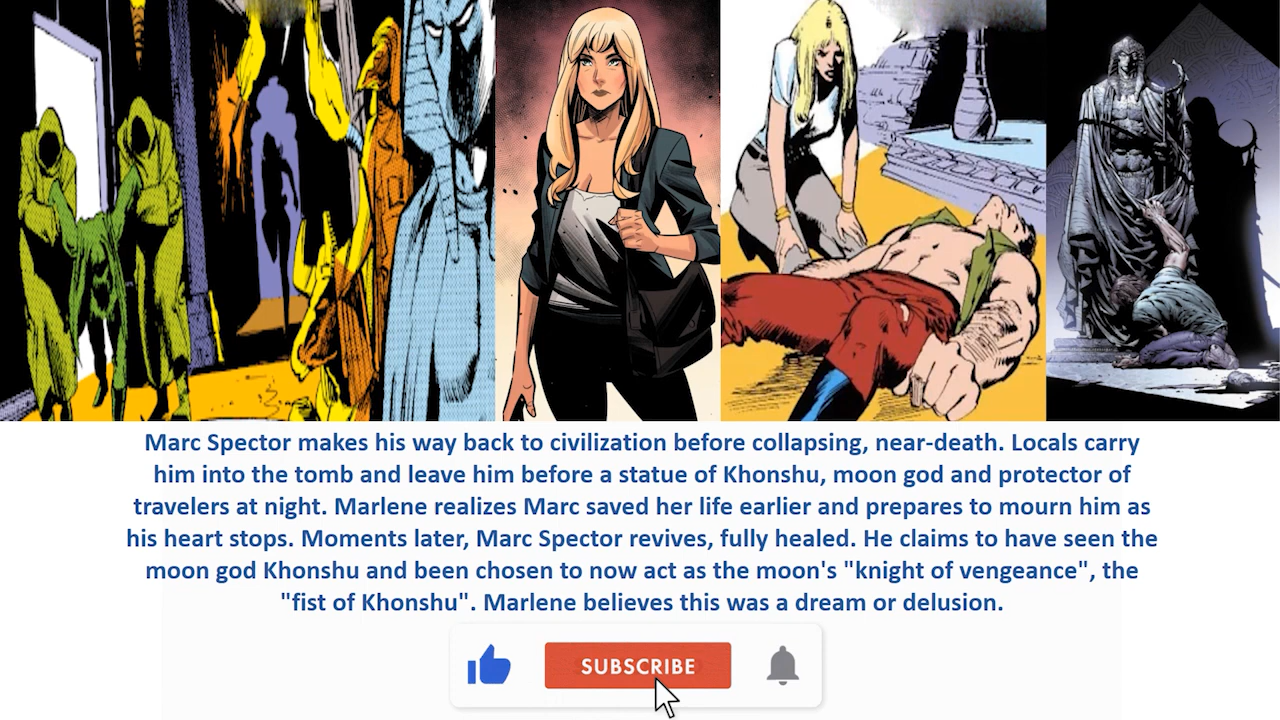 Marc Spector makes his way back to civilization before collapsing, near-death. Locals carry
him into the tomb and leave him before a statue of Khonshu, moon god and protector of
travelers at night. Marlene realizes Marc saved her life earlier and prepares to mourn him as
his heart stops. Moments later, Marc Spector revives, fully healed. He claims to have seen the
moon god Khonshu and been chosen to now act as the moon's "knight of vengeance", the
"fist of Khonshu". Marlene believes this was a dream or delusion.
SUBSCRIBE